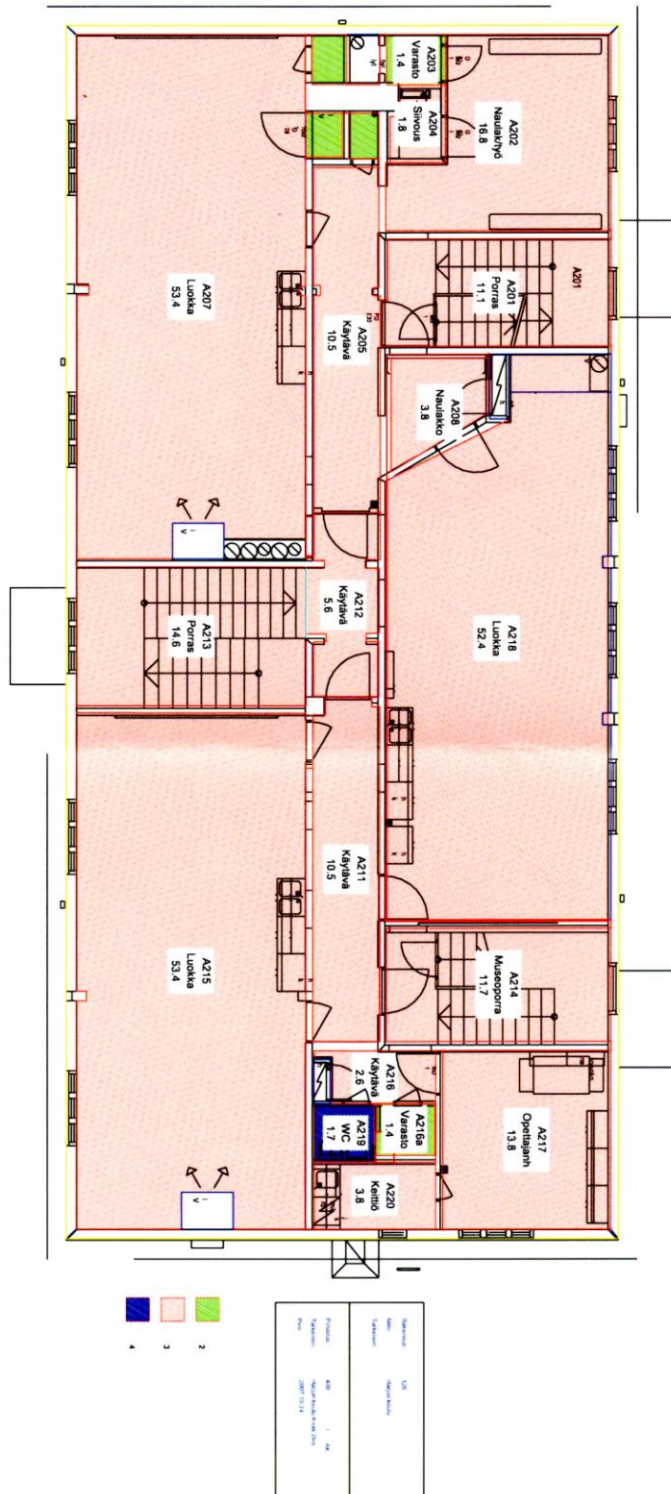 A203
Varasto
1.4
A204
Siivous
1.8
A202
Naulak/työ
16.8
A201
A201
Porras
11.1
A207
Luokka
53.4
A205
Käytävä
10.5
A208
Naulakko
3.8
A212
Käytävä
5.6
A213
Porras
14.6
A218
Luokka
52.4
A211
Käytävä
10.5
A215
Luokka
53.4
A214
Museoporra
11.7
A216
Käytävä
2.6
A216a
Varasto
1.4
A219
WC
1.7
A220
Keittiö
3.8
A217
Opettajanh
13.8
2
3
4